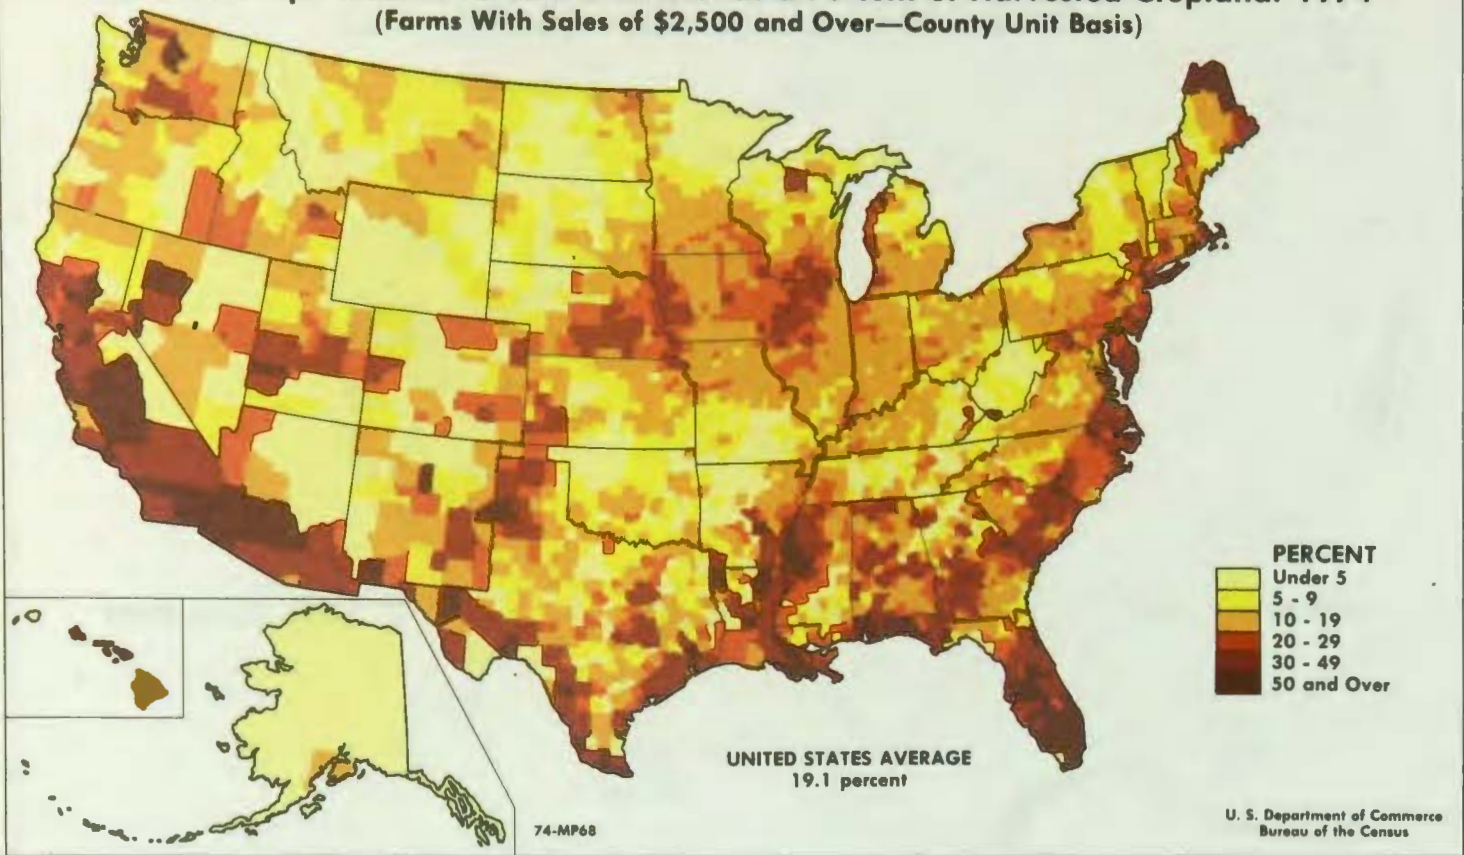 Harvested Cropland:
(Farms With Sales of $2,500 and Over—County Unit Basis)
PERCENT
Under 5
5 - 9
10 - 19
20 - 29
30 - 49
50 and Over
UNITED STATES AVERAGE
19.1 percent
74-MP68
U. S. Department of Commerce
Bureau of the Census